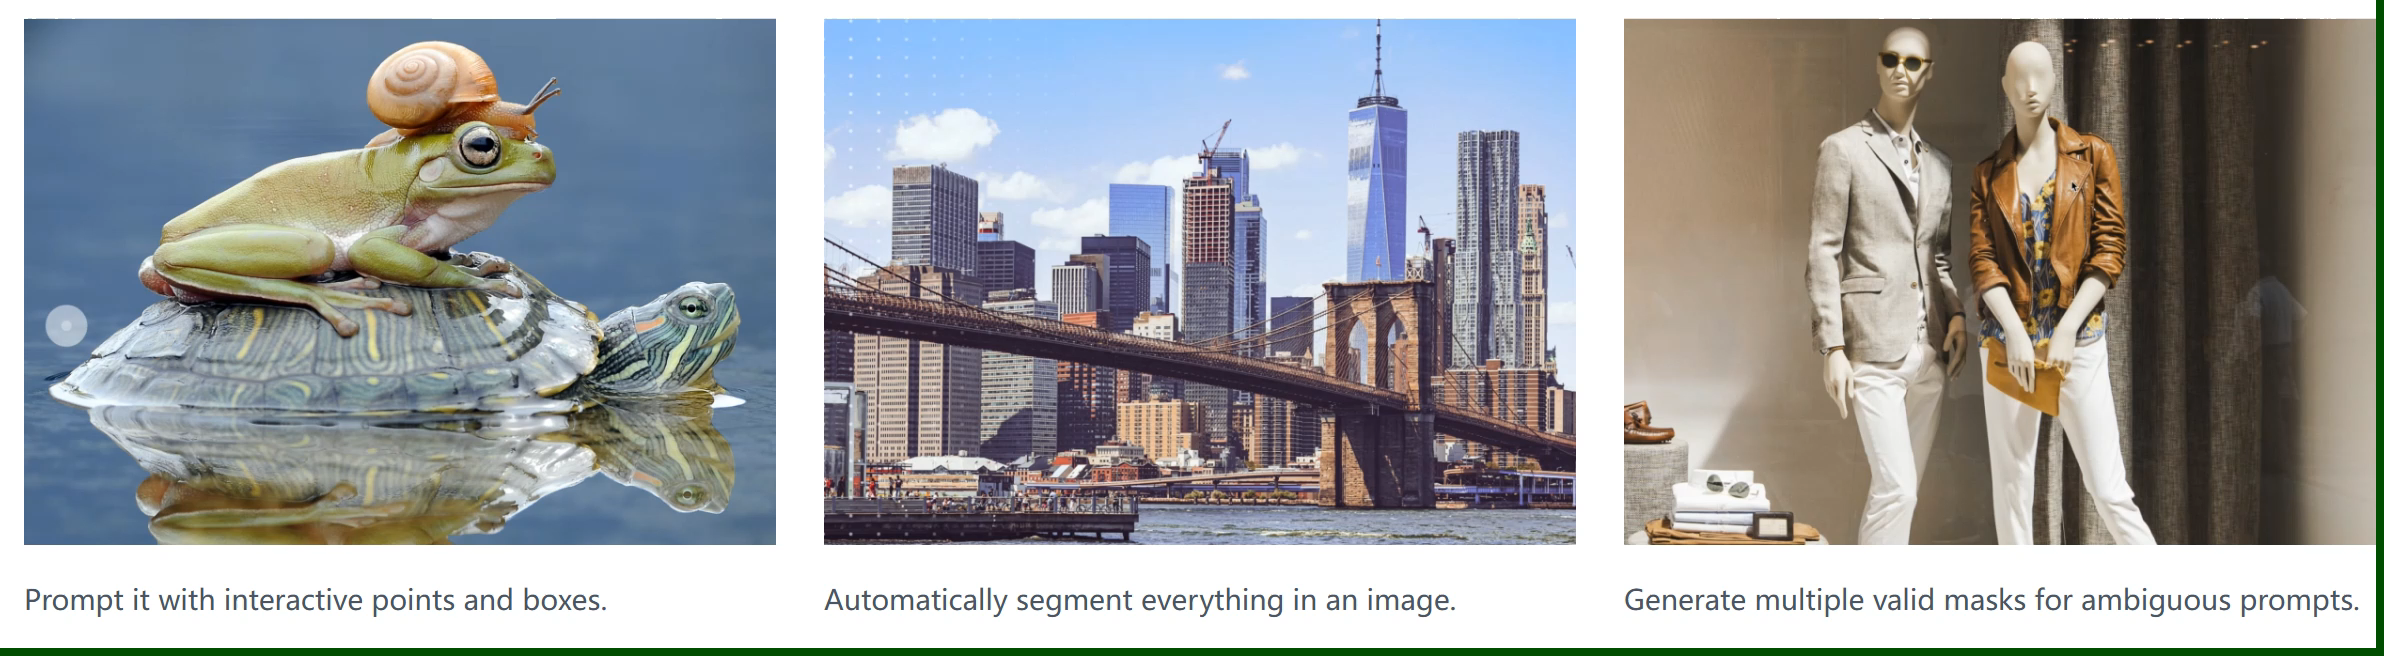 Prompt it with interactive points and boxes.
Automatically segment everything in an image.
Generate multiple valid masks for ambiguous prompts.